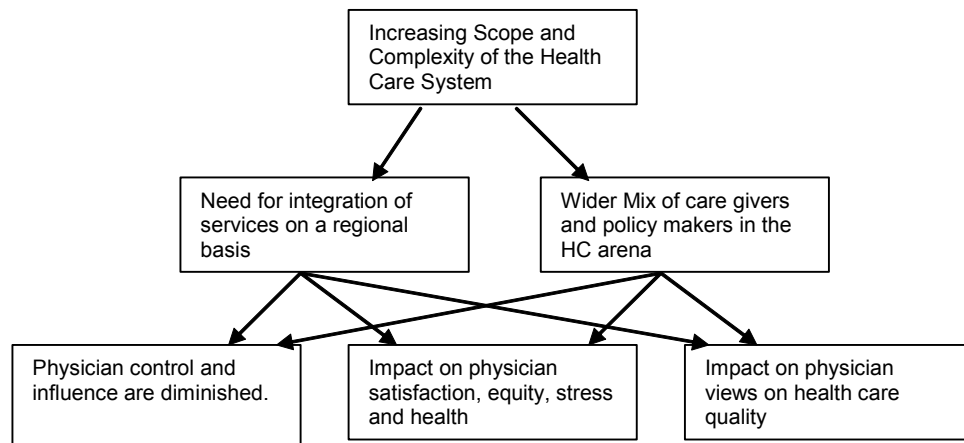 Increasing Scope and
Complexity of the Health
Care System
Need for integration of
services on a regional
basis
Wider Mix of care givers
and policy makers in the
HC arena
Physician control and
influence are diminished.
Impact on physician
satisfaction, equity, stress
and health
Impact on physician
views on health care
quality